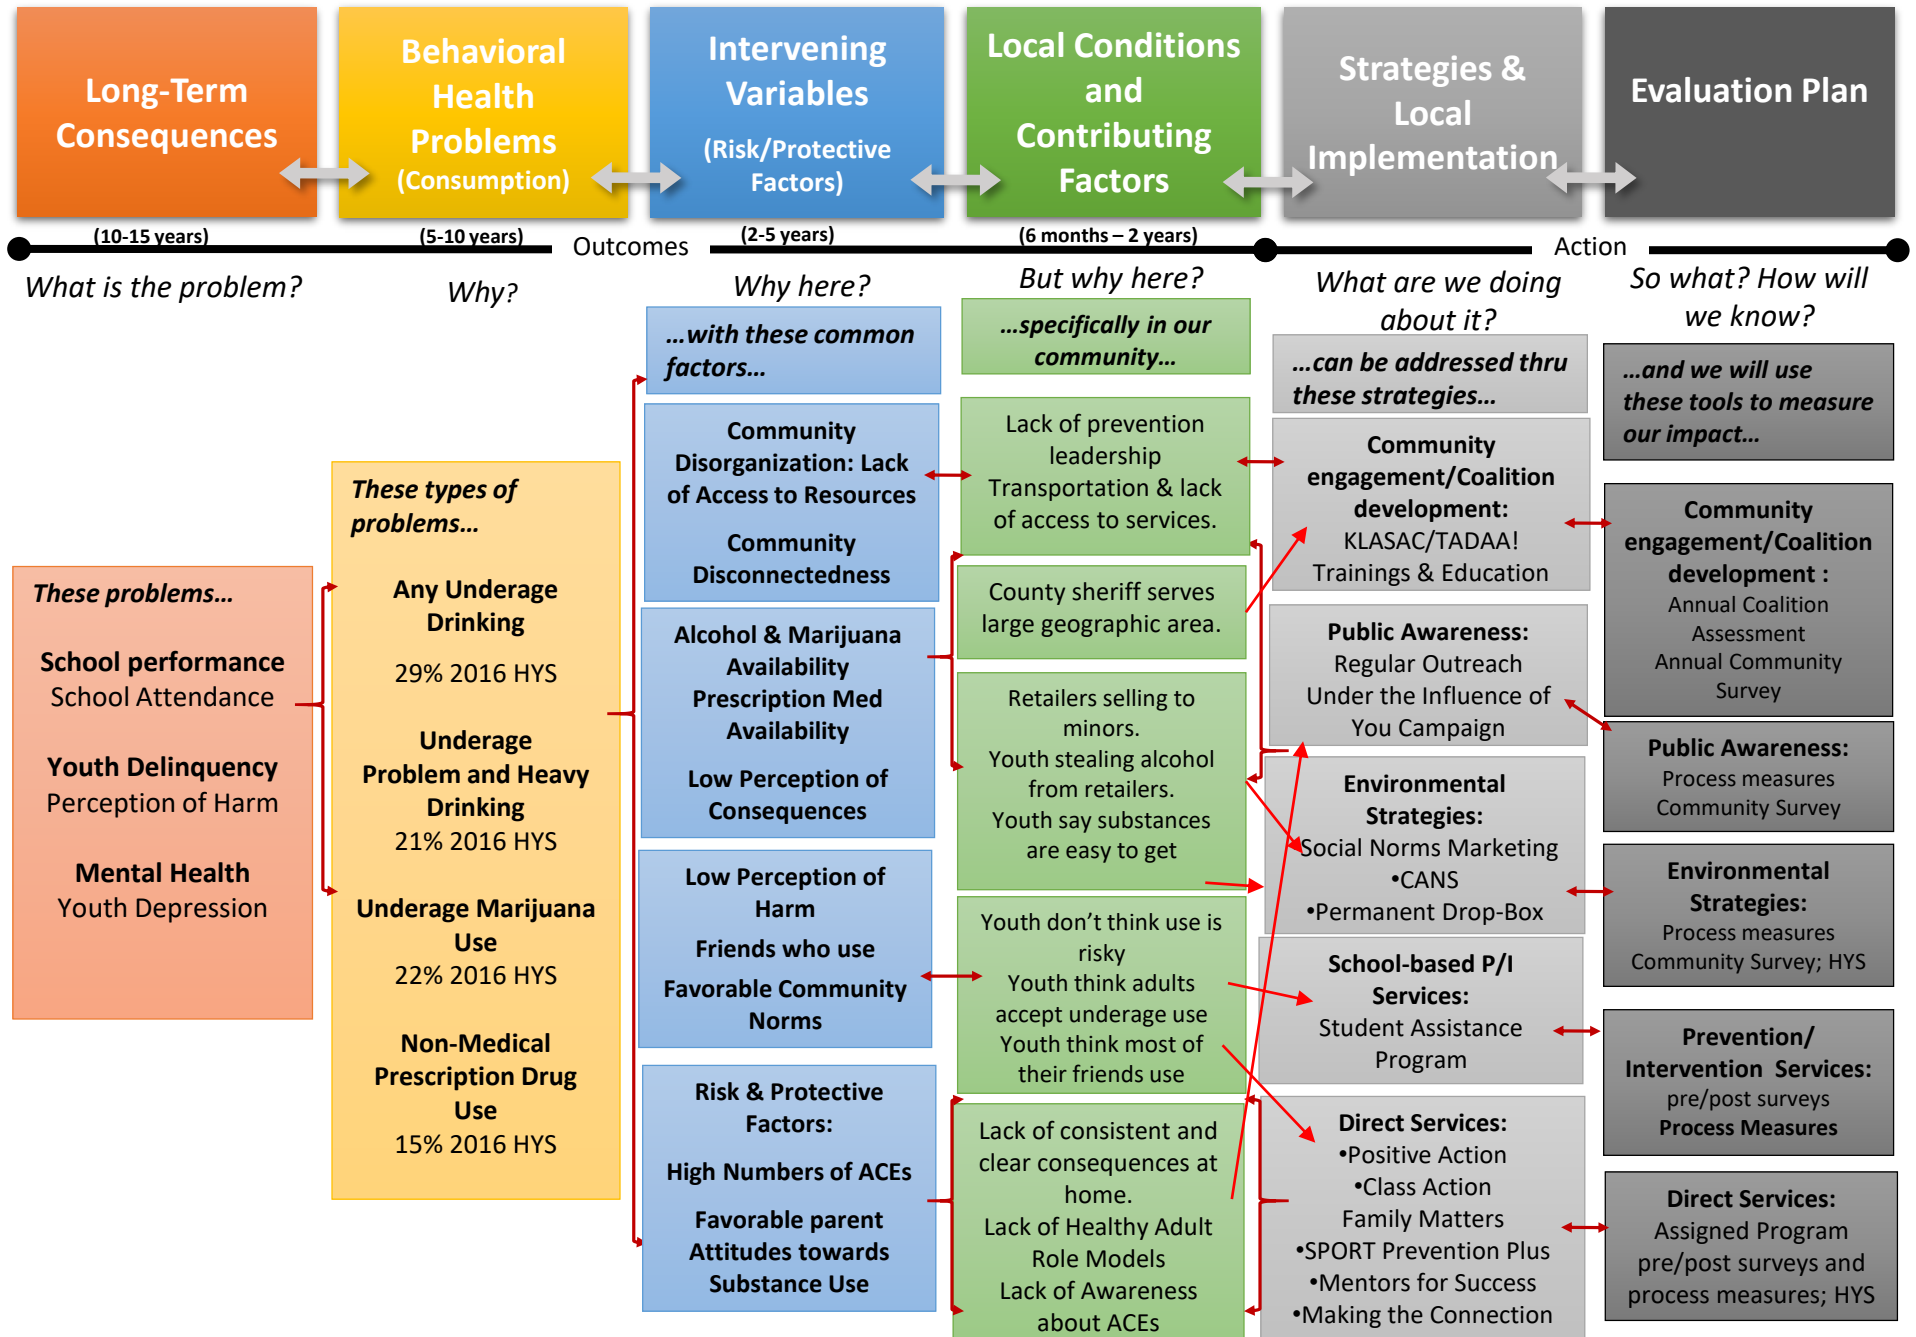 Long-Term
Consequences
Behavioral
Health
Problems
(Consumption)
Intervening
Variables
(Risk/Protective
Factors)
Local Conditions
and
Contributing
Factors
Strategies &
Local
Implementation
Evaluation Plan
(10-15 years)
(5-10 years)
Outcomes
(2-5 years)
(6 months – 2 years)
Action
What is the problem?
Why?
Why here?
But why here?
What are we doing
about it?
So what? How will
we know?
These problems…
School performance
School Attendance
Youth Delinquency
Perception of Harm
Mental Health
Youth Depression
These types of
problems…
Any Underage
Drinking
29% 2016 HYS
Underage
Problem and Heavy
Drinking
21% 2016 HYS
Underage Marijuana
Use
22% 2016 HYS
Non-Medical
Prescription Drug
Use
15% 2016 HYS
…with these common
factors…
Community
Disorganization: Lack
of Access to Resources
Community
Disconnectedness
Alcohol & Marijuana
Availability
Prescription Med
Availability
Low Perception of
Consequences
Low Perception of
Harm
Friends who use
Favorable Community
Norms
Risk & Protective
Factors:
High Numbers of ACEs
Favorable parent
Attitudes towards
Substance Use
…specifically in our
community…
Lack of prevention
leadership
Transportation & lack
of access to services.
County sheriff serves
large geographic area.
Retailers selling to
minors.
Youth stealing alcohol
from retailers.
Youth say substances
are easy to get
Youth don’t think use is
risky
Youth think adults
accept underage use
Youth think most of
their friends use
Lack of consistent and
clear consequences at
home.
Lack of Healthy Adult
Role Models
Lack of Awareness
about ACEs
…can be addressed thru
these strategies…
Community
engagement/Coalition
development:
KLASAC/TADAA!
Trainings & Education
Public Awareness:
Regular Outreach
Under the Influence of
You Campaign
Environmental
Strategies:
Social Norms Marketing
•CANS
•Permanent Drop-Box
School-based P/I
Services:
Student Assistance
Program
Direct Services:
•Positive Action
•Class Action
Family Matters
•SPORT Prevention Plus
•Mentors for Success
•Making the Connection
…and we will use
these tools to measure
our impact…
Community
engagement/Coalition
development :
Annual Coalition
Assessment
Annual Community
Survey
Public Awareness:
Process measures
Community Survey
Environmental
Strategies:
Process measures
Community Survey; HYS
Prevention/
Intervention Services:
pre/post surveys
Process Measures
Direct Services:
Assigned Program
pre/post surveys and
process measures; HYS